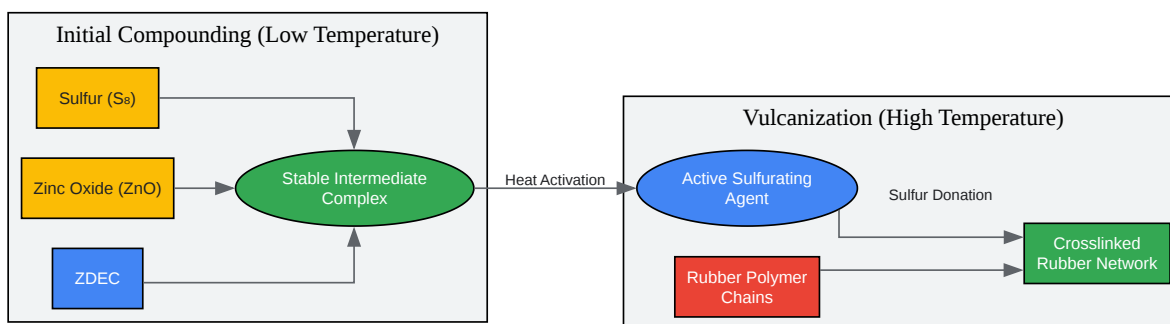 Initial Compounding (Low Temperature)
Sulfur (S₈)
Zinc Oxide (ZnO)
ZDEC
Stable Intermediate
Complex
Heat Activation
Vulcanization (High Temperature)
Active Sulfurating
Agent
Sulfur Donation
Rubber Polymer
Chains
Crosslinked
Rubber Network